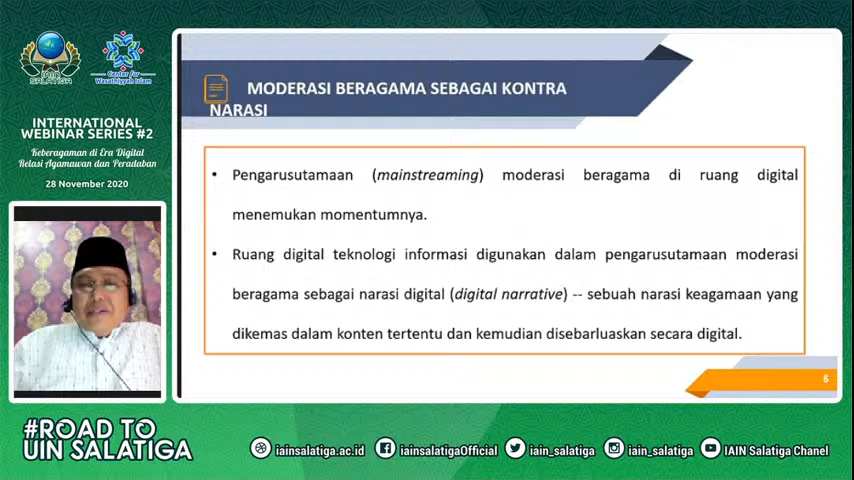 IAIN
SALATIGA
Center for
Wasathiyyah Islam
INTERNATIONAL
WEBINAR SERIES #2
Keberagaman di Era Digital
Relasi Agamawan dan Peradaban
28 November 2020
MODERASI BERAGAMA SEBAGAI KONTRA
NARASI
• Pengarusutamaan (mainstreaming) moderasi beragama di ruang digital
menemukan momentumnya.
• Ruang digital teknologi informasi digunakan dalam pengarusutamaan moderasi
beragama sebagai narasi digital (digital narrative) -- sebuah narasi keagamaan yang
dikemas dalam konten tertentu dan kemudian disebarluaskan secara digital.
6
#ROAD TO
UIN SALATIGA
iainsalatiga.ac.id
iainsalatigaOfficial
iain_salatiga
iain_salatiga
IAIN Salatiga Chanel